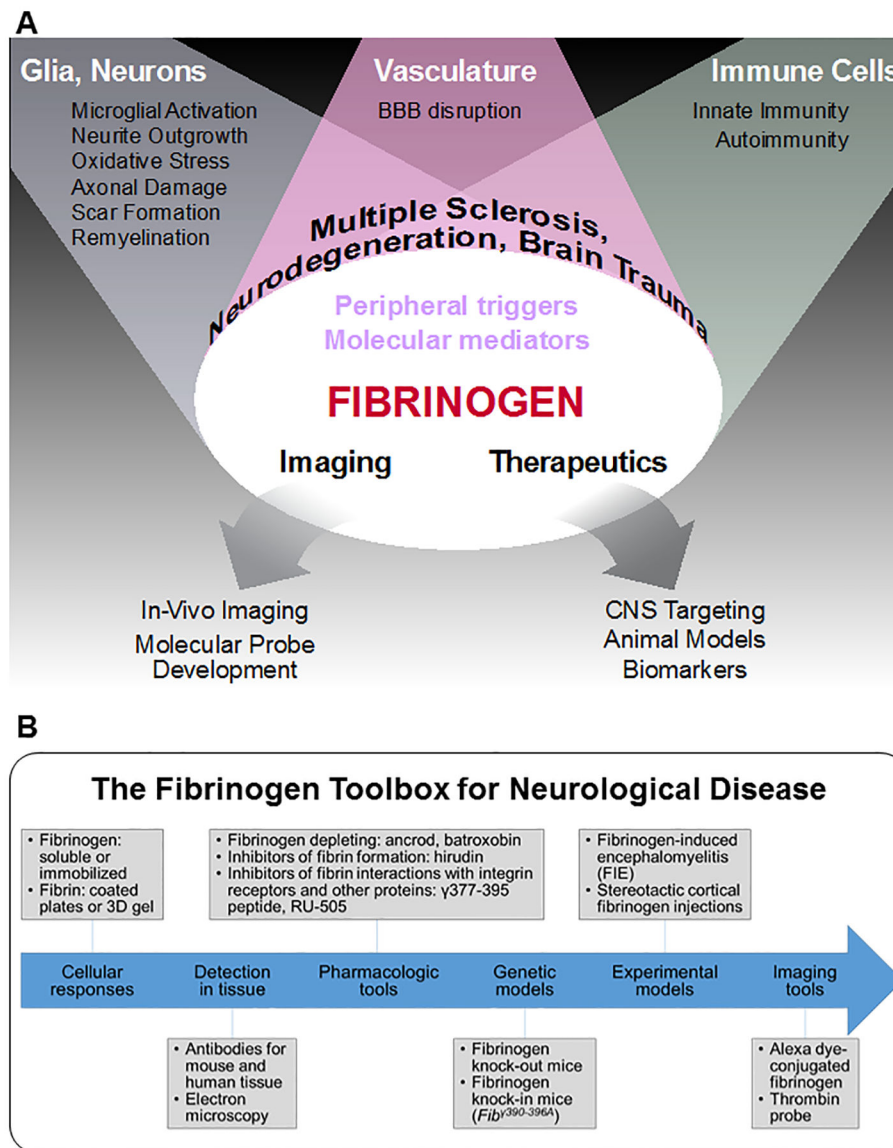 A
Glia, Neurons
Microglial Activation
Neurite Outgrowth
Oxidative Stress
Axonal Damage
Scar Formation
Remyelination
Vasculature
BBB disruption
Immune Cells
Innate Immunity
Autoimmunity
Multiple Sclerosis,
Neurodegeneration, Brain Trauma
Peripheral triggers
Molecular mediators
FIBRINOGEN
Imaging
Therapeutics
In-Vivo Imaging
Molecular Probe
Development
CNS Targeting
Animal Models
Biomarkers
B
The Fibrinogen Toolbox for Neurological Disease
• Fibrinogen:
soluble or
immobilized
• Fibrin: coated
plates or 3D gel
• Fibrinogen depleting: ancrod, batroxobin
• Inhibitors of fibrin formation: hirudin
• Inhibitors of fibrin interactions with integrin
receptors and other proteins: γ377-395
peptide, RU-505
• Fibrinogen-induced
encephalomyelitis
(FIE)
• Stereotactic cortical
fibrinogen injections
Cellular
responses
Detection
in tissue
Pharmacologic
tools
Genetic
models
Experimental
models
Imaging
tools
• Antibodies for
mouse and
human tissue
• Electron
microscopy
• Fibrinogen
knock-out mice
• Fibrinogen
knock-in mice
(Fibγ390-396A)
• Alexa dye-
conjugated
fibrinogen
• Thrombin
probe